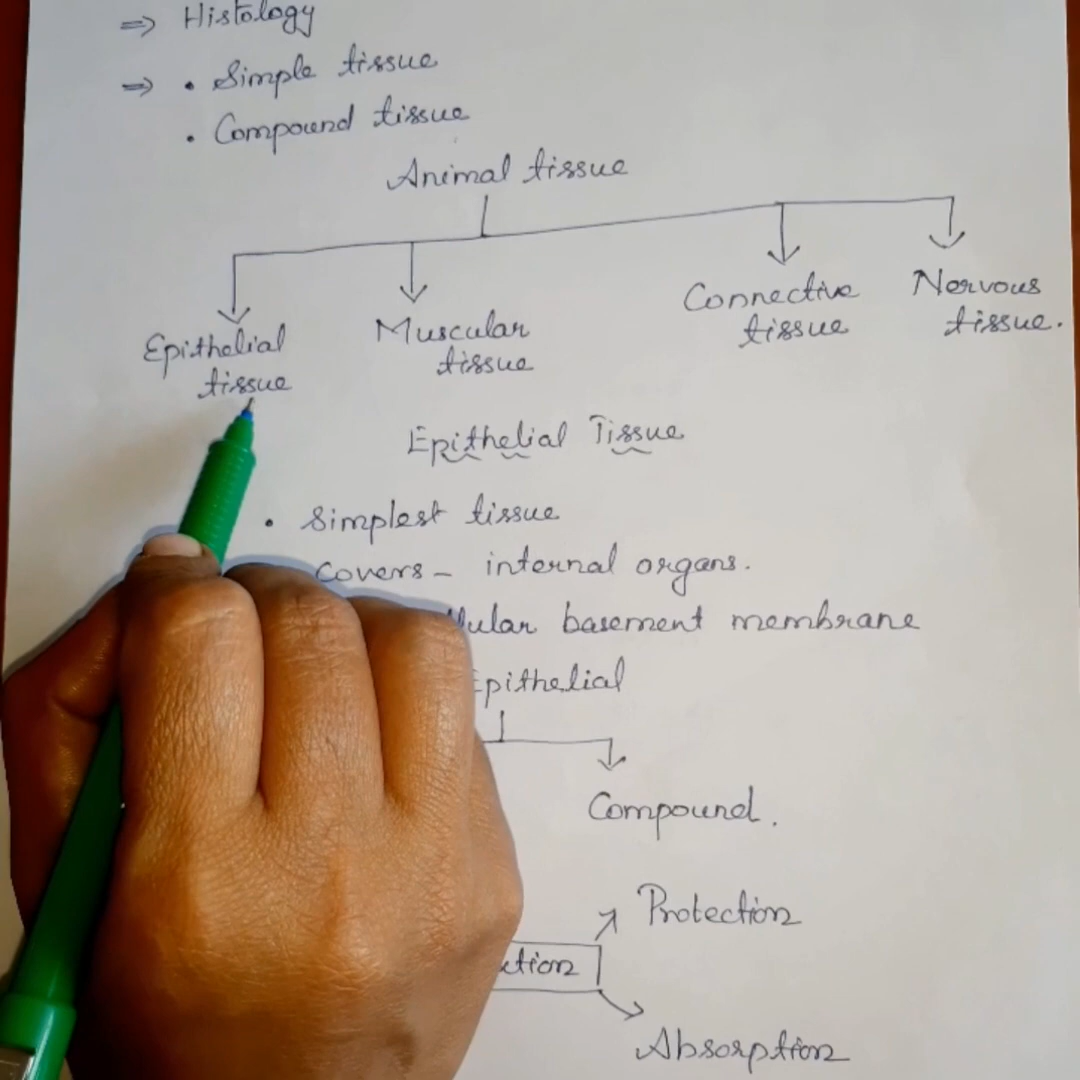 ⇒ Histology
⇒ • Simple tissue
• Compound tissue
Animal tissue
Epithelial tissue
Muscular tissue
Connective tissue
Nervous tissue.
Epithelial Tissue
• Simplest tissue
covers - internal organs.
basement membrane
Compound.
Protection
Absorption